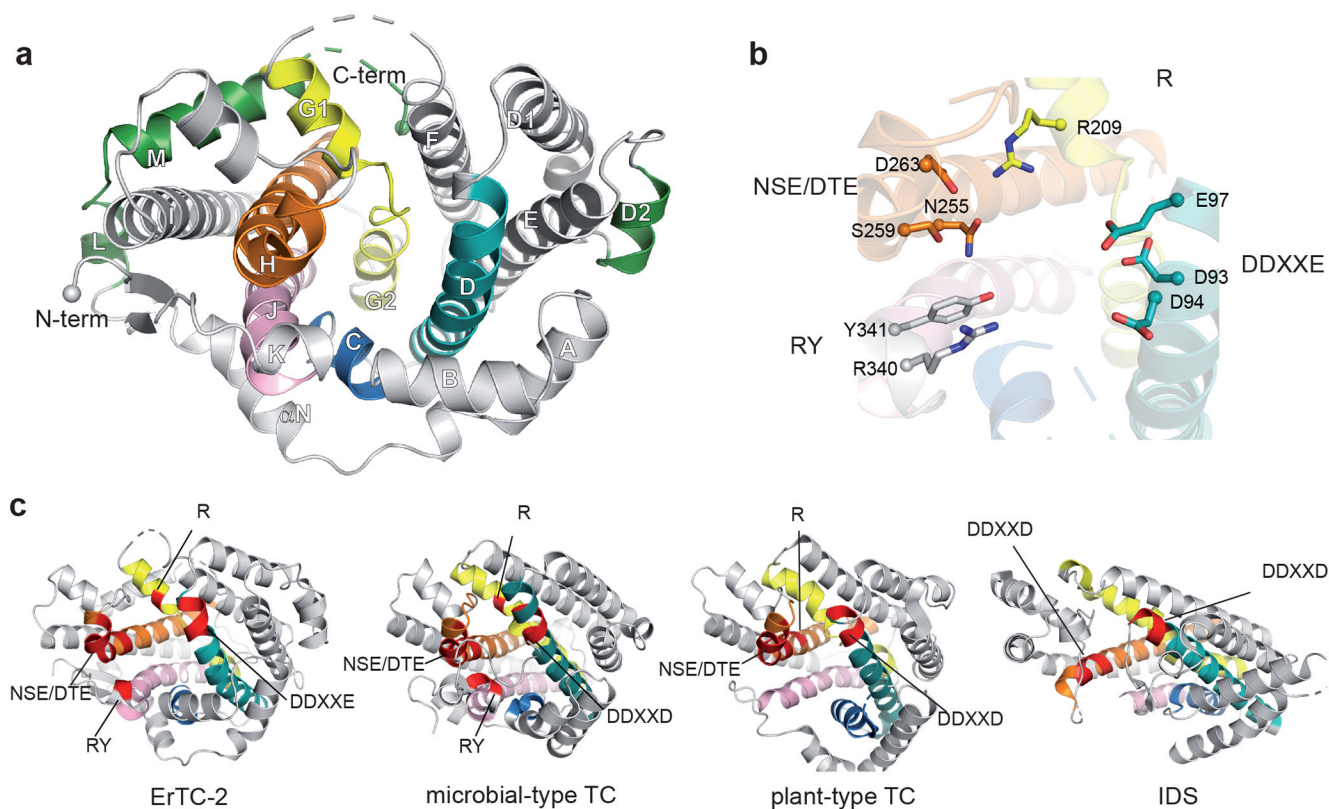 a
C-term
G1
M
F
D1
I
E
D2
L
H
D
N-term
G2
J
K
C
B
A
αN
b
R
R209
D263
NSE/DTE
N255
E97
S259
DDXXE
D93
D94
Y341
RY
R340
c
R
NSE/DTE
DDXXE
RY
ErTC-2
R
NSE/DTE
DDXXD
RY
microbial-type TC
R
NSE/DTE
DDXXD
plant-type TC
DDXXD
DDXXD
IDS